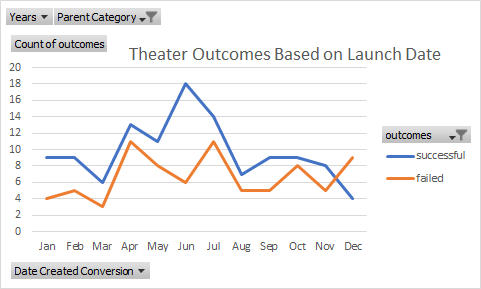 Years Parent Category
Count of outcomes
Theater Outcomes Based on Launch Date
20
18
16
14
12
10
8
6
4
2
0
Jan Feb Mar Apr May Jun Jul Aug Sep Oct Nov Dec
outcomes
successful
failed
Date Created Conversion